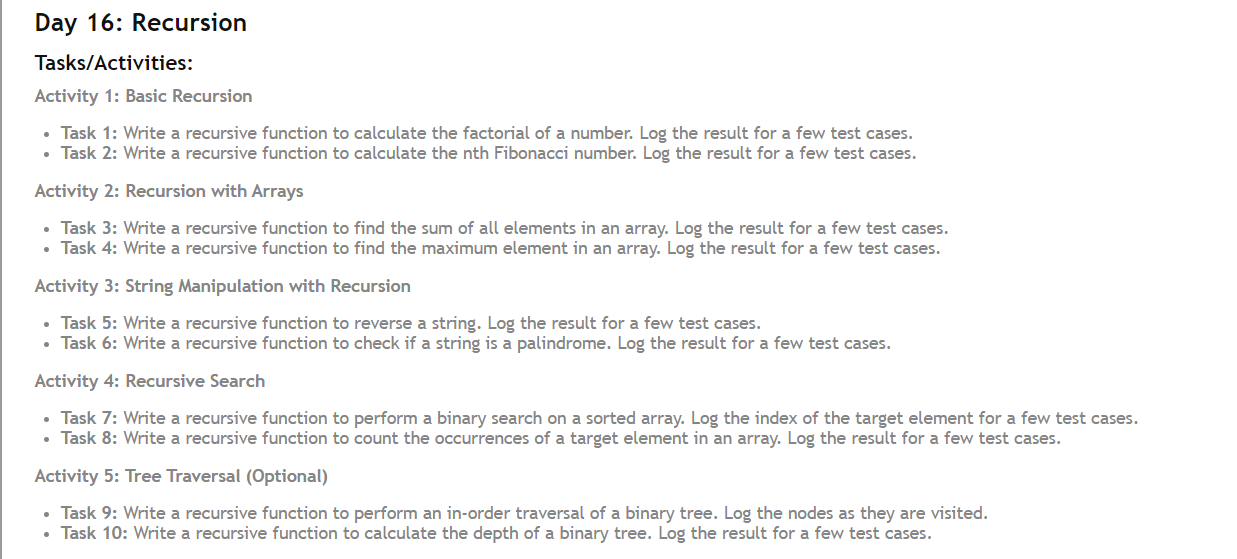 Day 16: Recursion
Tasks/Activities:
Activity 1: Basic Recursion
• Task 1: Write a recursive function to calculate the factorial of a number. Log the result for a few test cases.
• Task 2: Write a recursive function to calculate the nth Fibonacci number. Log the result for a few test cases.
Activity 2: Recursion with Arrays
• Task 3: Write a recursive function to find the sum of all elements in an array. Log the result for a few test cases.
• Task 4: Write a recursive function to find the maximum element in an array. Log the result for a few test cases.
Activity 3: String Manipulation with Recursion
• Task 5: Write a recursive function to reverse a string. Log the result for a few test cases.
• Task 6: Write a recursive function to check if a string is a palindrome. Log the result for a few test cases.
Activity 4: Recursive Search
• Task 7: Write a recursive function to perform a binary search on a sorted array. Log the index of the target element for a few test cases.
• Task 8: Write a recursive function to count the occurrences of a target element in an array. Log the result for a few test cases.
Activity 5: Tree Traversal (Optional)
• Task 9: Write a recursive function to perform an in-order traversal of a binary tree. Log the nodes as they are visited.
• Task 10: Write a recursive function to calculate the depth of a binary tree. Log the result for a few test cases.